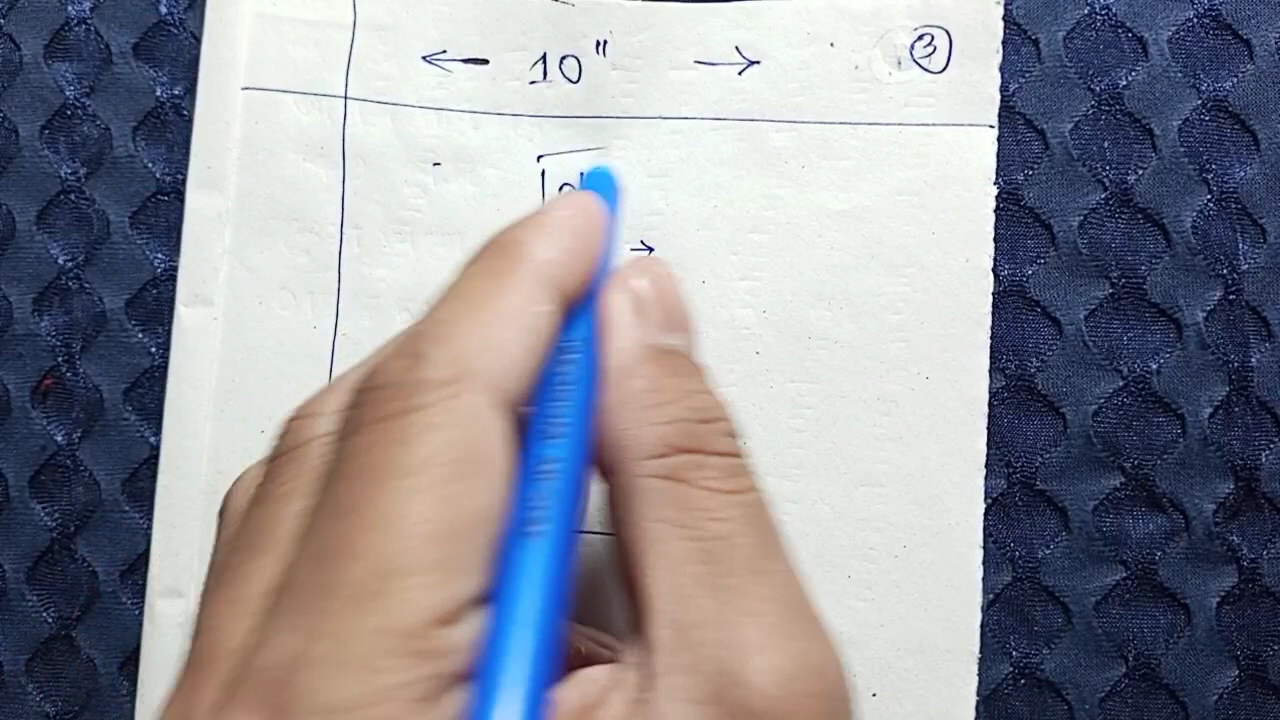 ← 10" → ③
→